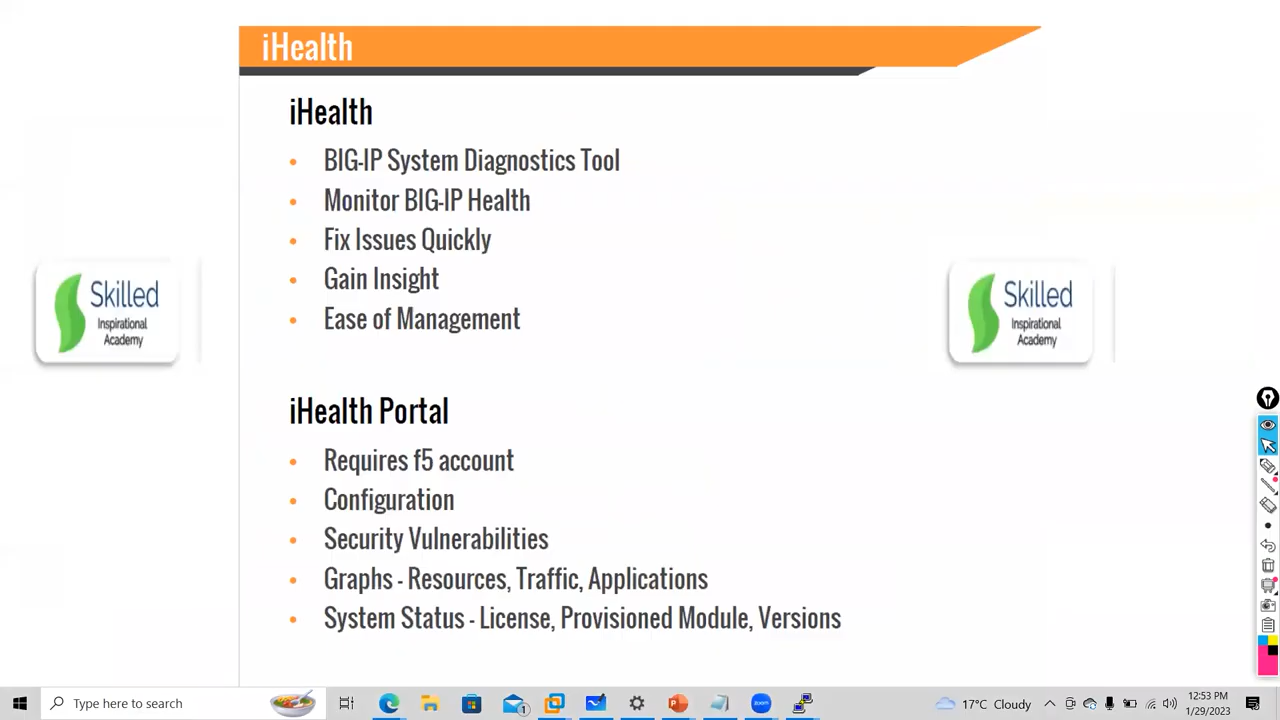 iHealth
iHealth
• BIG-IP System Diagnostics Tool
• Monitor BIG-IP Health
• Fix Issues Quickly
• Gain Insight
• Ease of Management
Skilled
Inspirational
Academy
Skilled
Inspirational
Academy
iHealth Portal
• Requires f5 account
• Configuration
• Security Vulnerabilities
• Graphs - Resources, Traffic, Applications
• System Status - License, Provisioned Module, Versions
Type here to search
1
zoom
17°C Cloudy
12:53 PM
1/29/2023